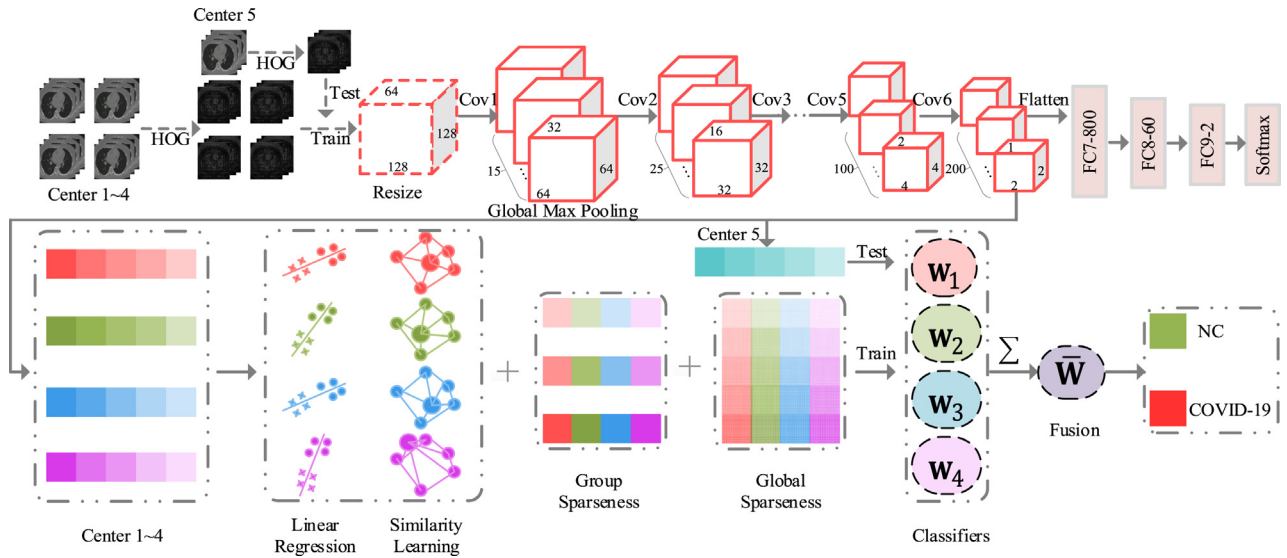 Center 5
HOG
Test
64
128
128
Resize
HOG
Train
Center 1~4
Cov1
32
64
64
15
Global Max Pooling
Cov2
16
32
32
25
Cov3
Cov5
2
4
4
100
Cov6
1
2
2
200
Flatten
FC7-800
FC8-60
FC9-2
Softmax
Center 5
Test
Train
w₁
w₂
w₃
w₄
∑
W̄
Fusion
NC
COVID-19
+
+
Center 1~4
Linear
Regression
Similarity
Learning
Group
Sparseness
Global
Sparseness
Classifiers